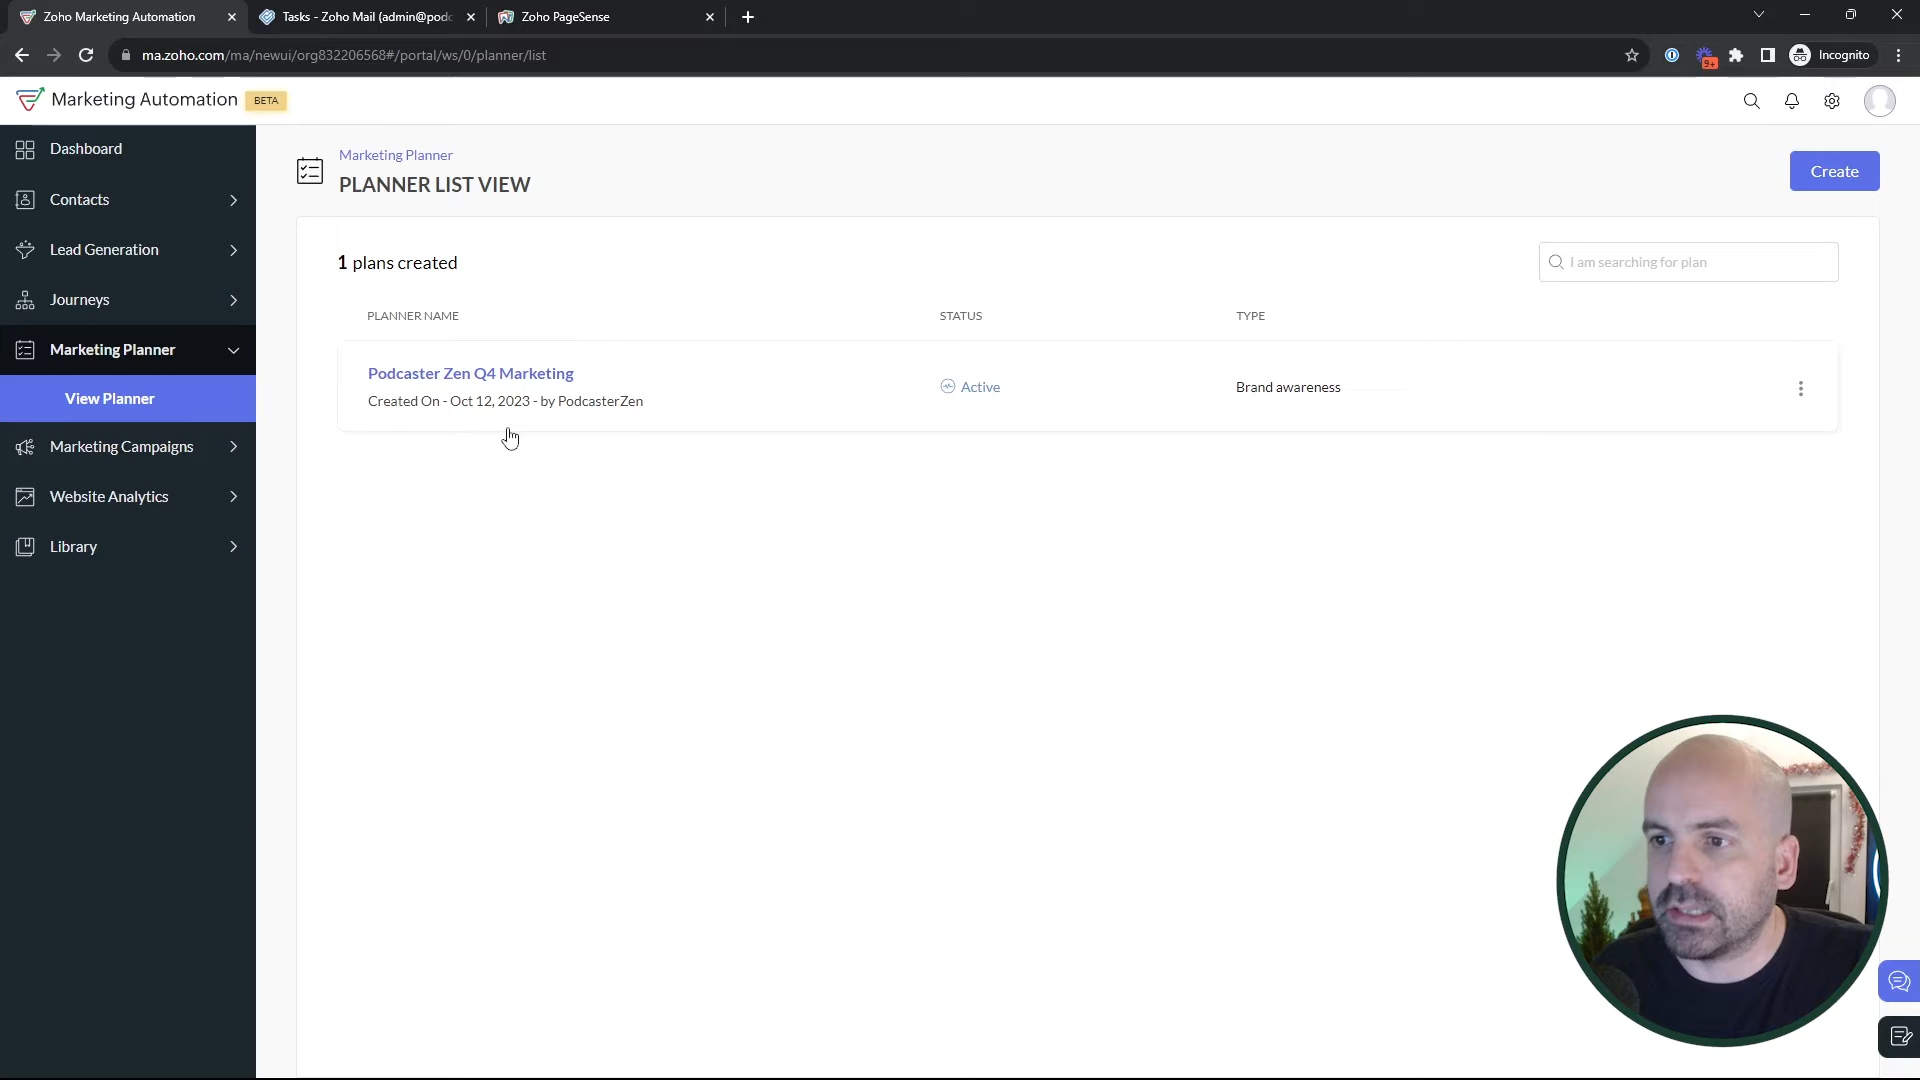 Zoho Marketing Automation
Tasks - Zoho Mail (admin@podc
Zoho PageSense
ma.zoho.com/ma/newui/org832206568#/portal/ws/0/planner/list
9+
Incognito
Marketing Automation
BETA
Dashboard
Contacts
Lead Generation
Journeys
Marketing Planner
View Planner
Marketing Campaigns
Website Analytics
Library
Marketing Planner
PLANNER LIST VIEW
Create
1 plans created
I am searching for plan
PLANNER NAME
STATUS
TYPE
Podcaster Zen Q4 Marketing
Created On - Oct 12, 2023 - by PodcasterZen
Active
Brand awareness